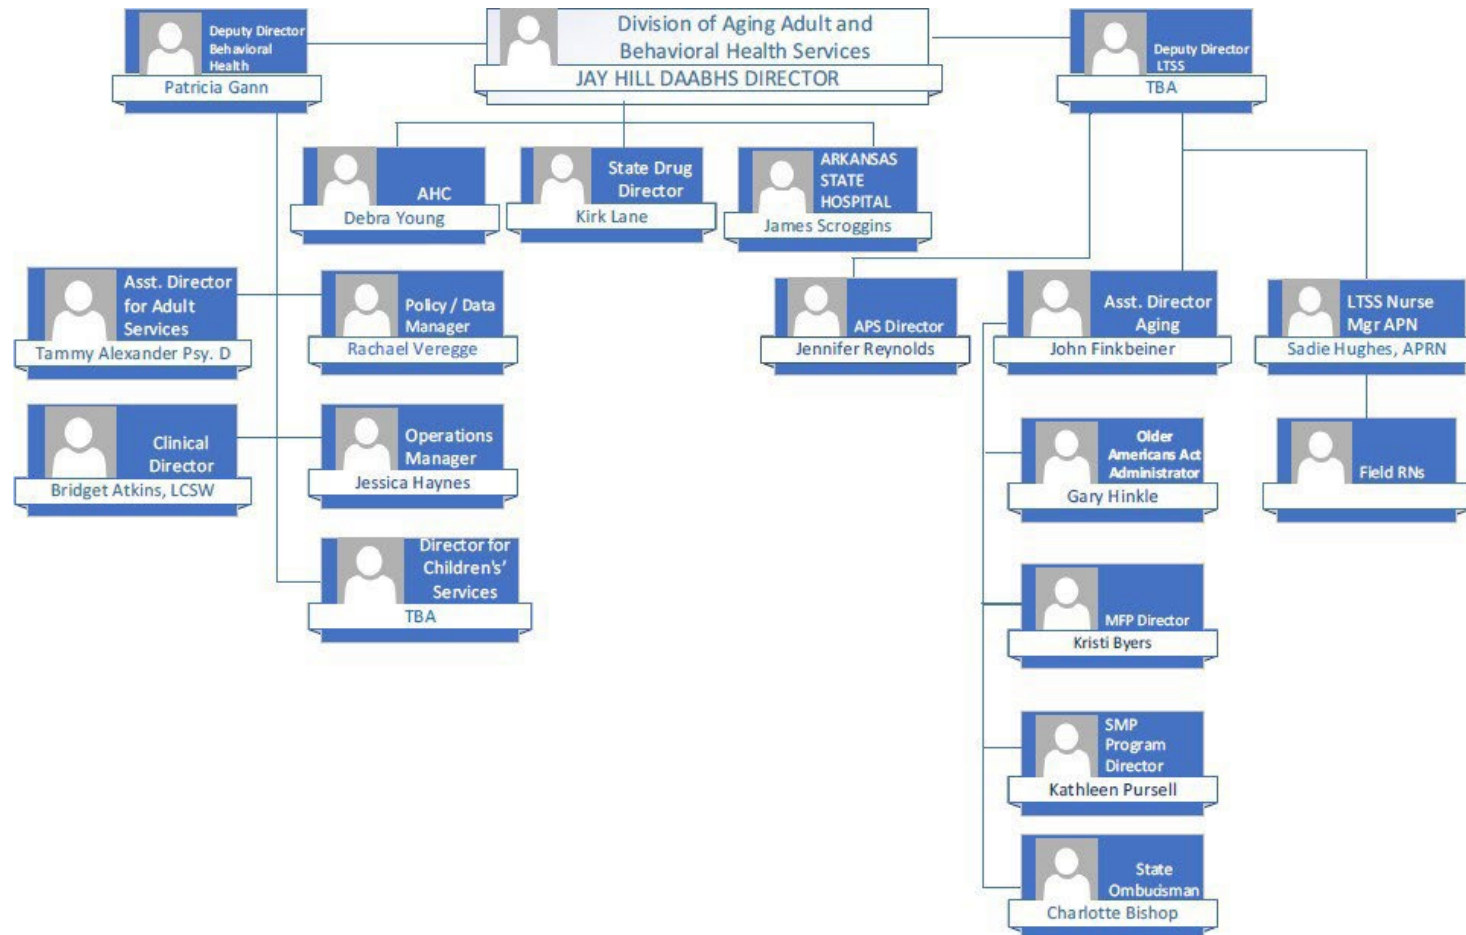 Deputy Director
Behavioral
Health
Patricia Gann
Division of Aging Adult and
Behavioral Health Services
JAY HILL DAABHS DIRECTOR
Deputy Director
LTSS
TBA
AHC
Debra Young
State Drug
Director
Kirk Lane
ARKANSAS
STATE
HOSPITAL
James Scroggins
Asst. Director
for Adult
Services
Tammy Alexander Psy. D
Policy / Data
Manager
Rachael Veregge
APS Director
Jennifer Reynolds
Asst. Director
Aging
John Finkbeiner
LTSS Nurse
Mgr APN
Sadie Hughes, APRN
Clinical
Director
Bridget Atkins, LCSW
Operations
Manager
Jessica Haynes
Older
Americans Act
Administrator
Gary Hinkle
Field RNs
Director for
Children's’
Services
TBA
MFP Director
Kristi Byers
SMP
Program
Director
Kathleen Pursell
State
Ombudsman
Charlotte Bishop